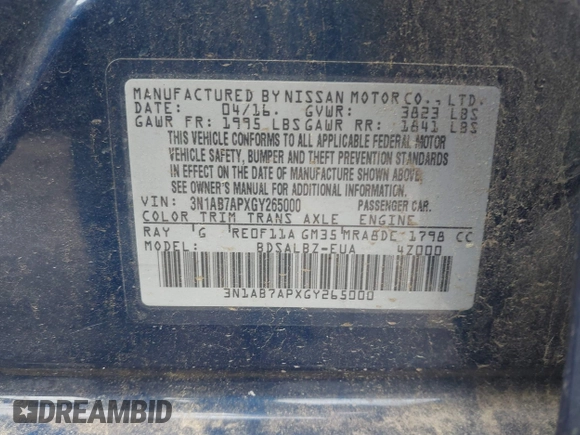 MANUFACTURED BY NISSAN MOTOR CO., LTD.
DATE: 04/16 GVWR: 3823 LBS
GAWR FR: 1995 LBS GAWR RR: 1841 LBS
THIS VEHICLE CONFORMS TO ALL APPLICABLE FEDERAL MOTOR
VEHICLE SAFETY, BUMPER AND THEFT PREVENTION STANDARDS
IN EFFECT ON THE DATE OF MANUFACTURE SHOWN ABOVE.
SEE OWNER'S MANUAL FOR ADDITIONAL INFORMATION.
VIN: 3N1AB7APXGY265000 PASSENGER CAR.
COLOR TRIM TRANS AXLE ENGINE
RAY G RE0F11A GM35 MRA8DE 1798 CC
MODEL: BDSALBZ-EUA 4Z000
3N1AB7APXGY265000
DREAMBID